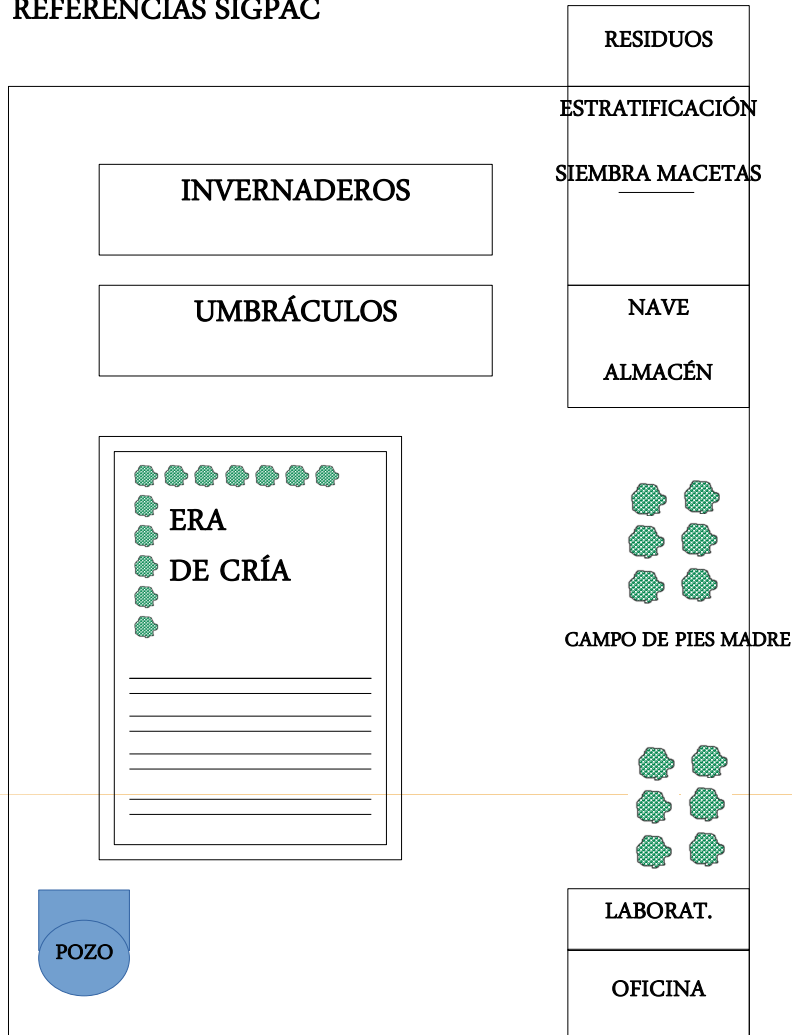 REFERENCIAS SIGPAC
RESIDUOS
ESTRATIFICACIÓN
SIEMBRA MACETAS
INVERNADEROS
UMBRÁCULOS
NAVE
ALMACÉN
ERA
DE CRÍA
CAMPO DE PIES MADRE
LABORAT.
POZO
OFICINA